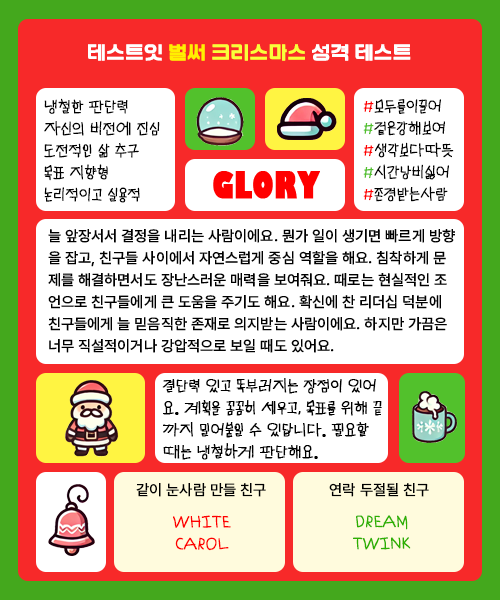 테스트잇 벌써 크리스마스 성격 테스트
냉철한 판단력
자신의 비전에 진심
도전적인 삶 추구
목표 지향형
논리적이고 실용적
GLORY
#모두를이끌어
#겉은강해보여
#생각보다따뜻
#시간낭비싫어
#존경받는사람
늘 앞장서서 결정을 내리는 사람이에요. 뭔가 일이 생기면 빠르게 방향
을 잡고, 친구들 사이에서 자연스럽게 중심 역할을 해요. 침착하게 문
제를 해결하면서도 장난스러운 매력을 보여줘요. 때로는 현실적인 조
언으로 친구들에게 큰 도움을 주기도 해요. 확신에 찬 리더십 덕분에
친구들에게 늘 믿음직한 존재로 의지받는 사람이에요. 하지만 가끔은
너무 직설적이거나 강압적으로 보일 때도 있어요.
결단력 있고 똑부러지는 장점이 있어
요. 계획을 꼼꼼히 세우고, 목표를 위해 끝
까지 밀어붙일 수 있답니다. 필요할
때는 냉철하게 판단해요.
같이 눈사람 만들 친구
WHITE
CAROL
연락 두절될 친구
DREAM
TWINK